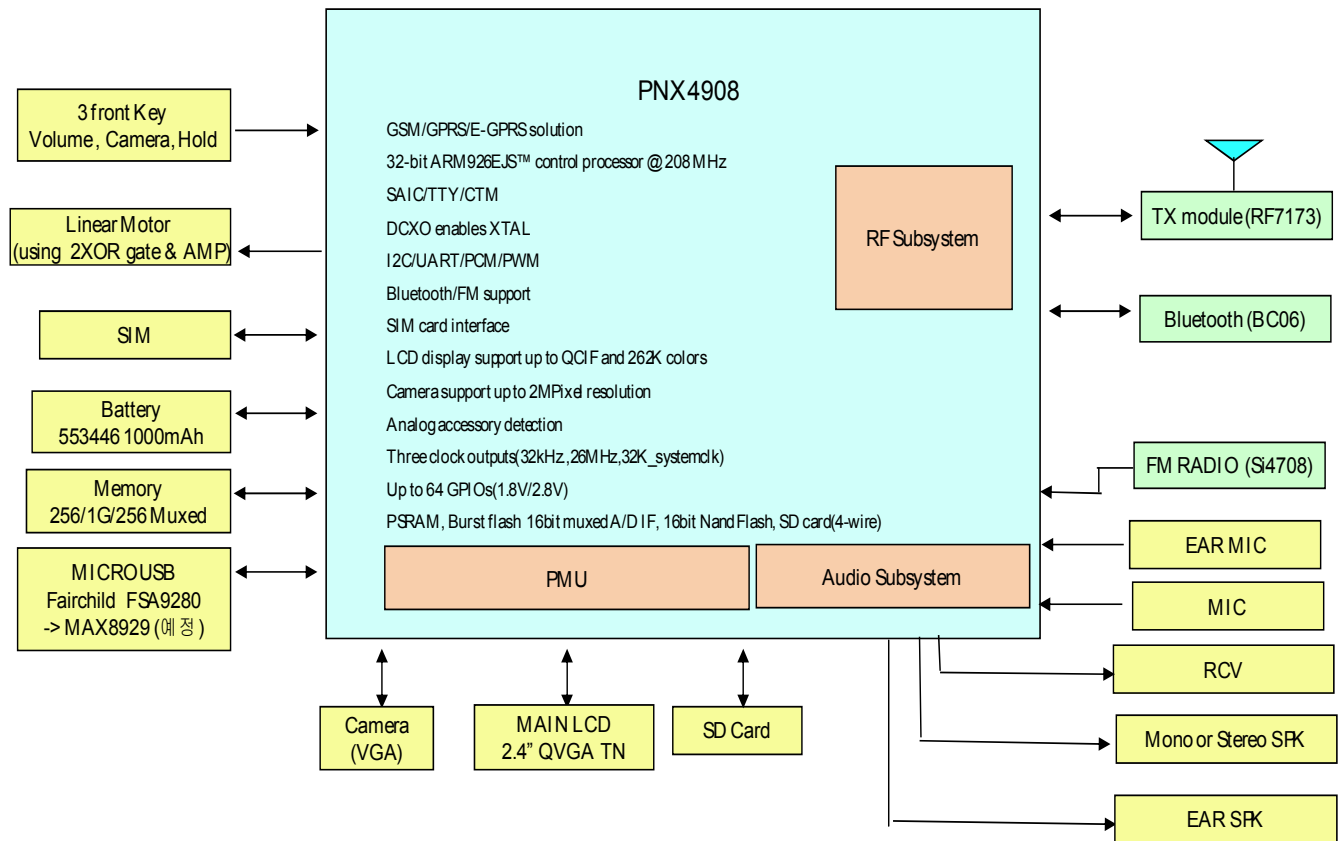 PNX4908
GSM/GPRS/E-GPRS solution
32-bit ARM926EJS™ control processor @ 208 MHz
SAIC/TTY/CTM
DCXO enables XTAL
I2C/UART/PCM/PWM
Bluetooth/FM support
SIM card interface
LCD display support up to QCIF and 262K colors
Camera support up to 2MPixel resolution
Analog accessory detection
Three clock outputs(32kHz,26MHz,32K_systemclk)
Up to 64 GPIOs(1.8V/2.8V)
PSRAM, Burst flash 16bit muxed A/D IF, 16bit Nand Flash, SD card(4-wire)
RF Subsystem
PMU
Audio Subsystem
3 front Key
Volume, Camera, Hold
Linear Motor
(using 2XOR gate & AMP)
SIM
Battery
553446 1000mAh
Memory
256/1G/256 Muxed
MICROUSB
Fairchild FSA9280
-> MAX8929 (예정)
Camera
(VGA)
MAIN LCD
2.4” QVGA TN
SD Card
TX module (RF7173)
Bluetooth (BC06)
FM RADIO (Si4708)
EAR MIC
MIC
RCV
Mono or Stereo SPK
EAR SPK